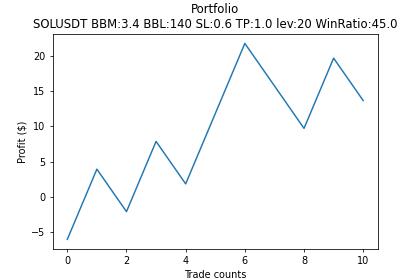 Portfolio
SOLUSDT BBM:3.4 BBL:140 SL:0.6 TP:1.0 lev:20 WinRatio:45.0
20
15
10
5
0
−5
Profit ($)
0 2 4 6 8 10
Trade counts